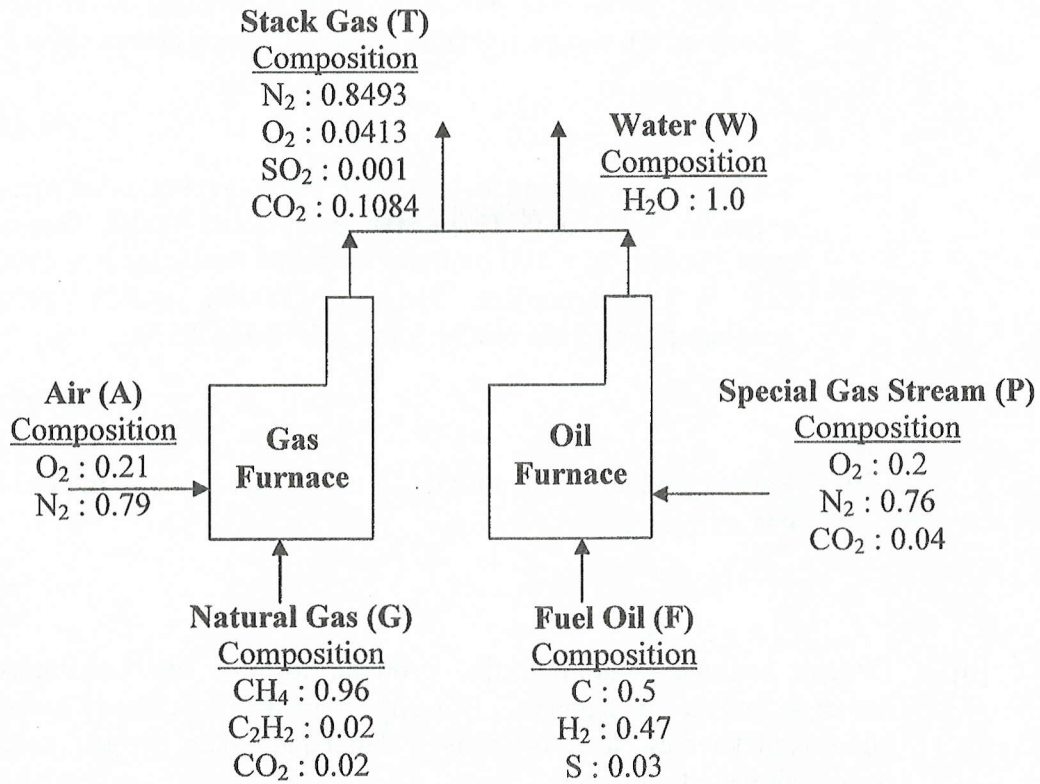 Stack Gas (T)
Composition
N₂ : 0.8493
O₂ : 0.0413
SO₂ : 0.001
CO₂ : 0.1084
Water (W)
Composition
H₂O : 1.0
Air (A)
Composition
O₂ : 0.21
N₂ : 0.79
Gas
Furnace
Oil
Furnace
Special Gas Stream (P)
Composition
O₂ : 0.2
N₂ : 0.76
CO₂ : 0.04
Natural Gas (G)
Composition
CH₄ : 0.96
C₂H₂ : 0.02
CO₂ : 0.02
Fuel Oil (F)
Composition
C : 0.5
H₂ : 0.47
S : 0.03